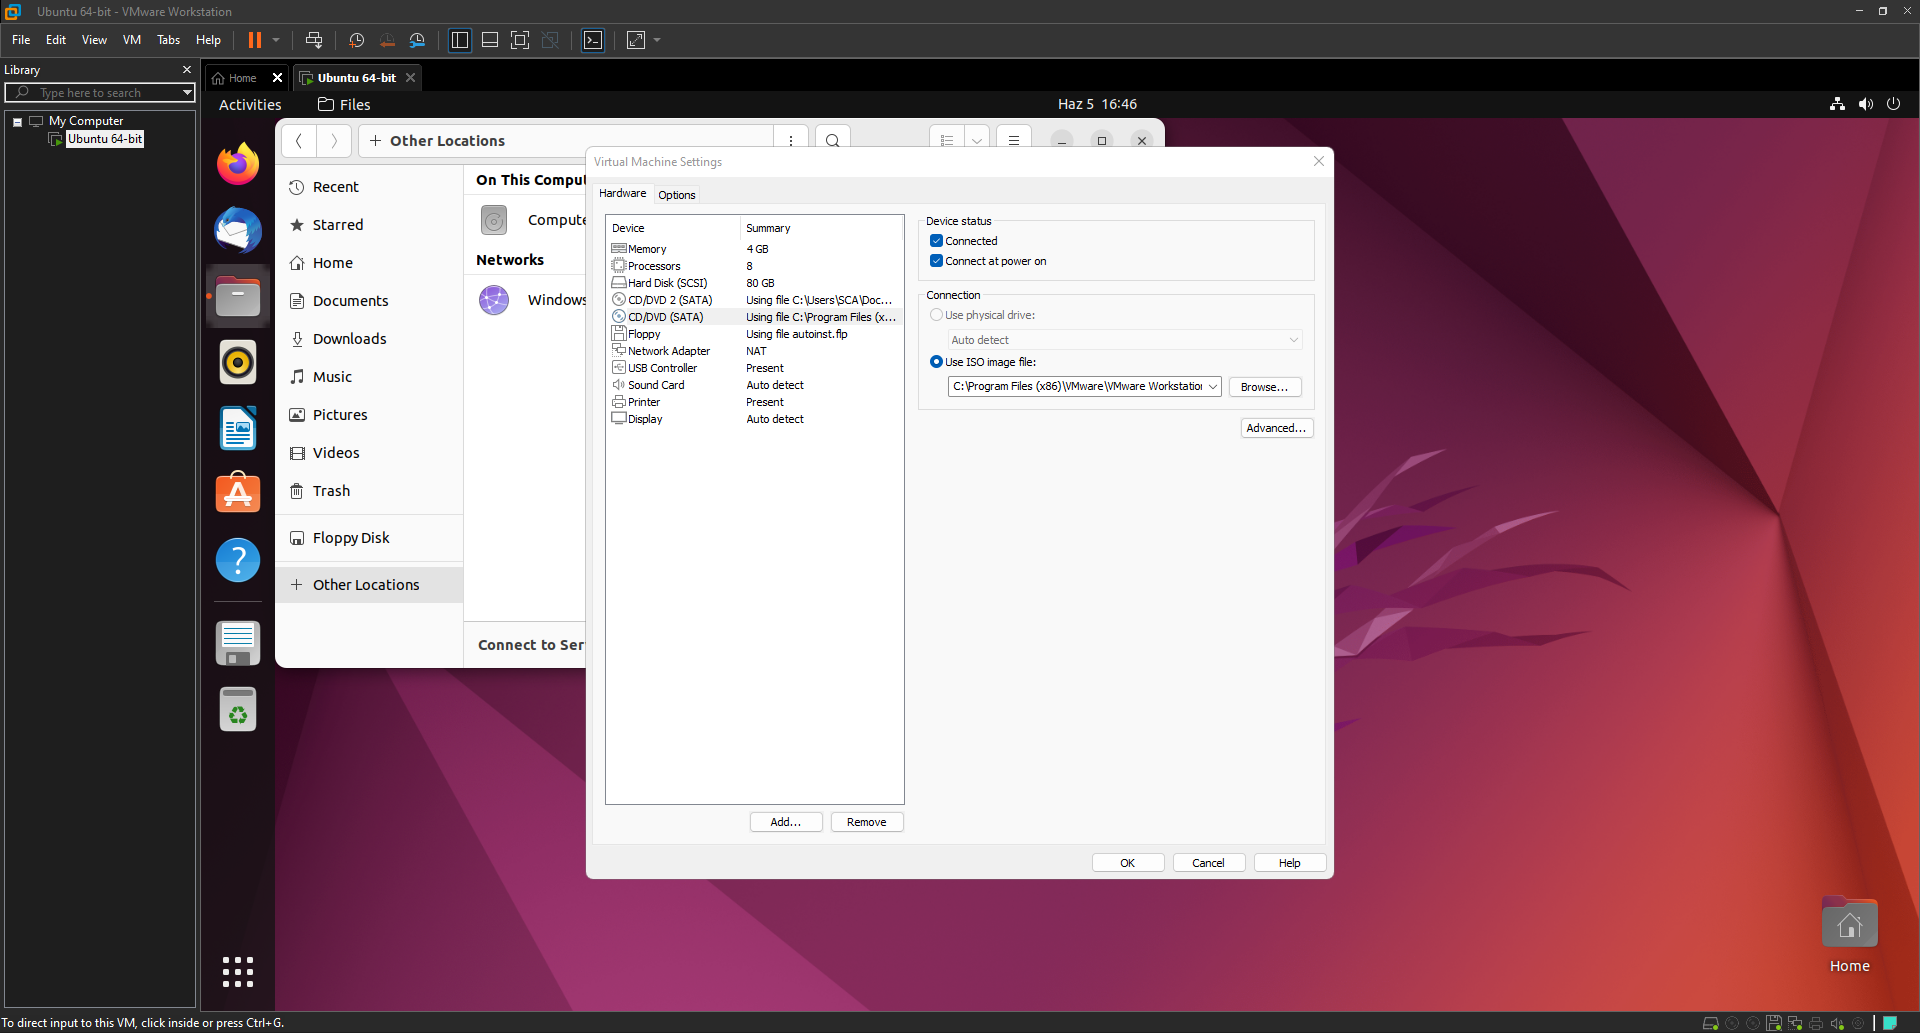 Ubuntu 64-bit - VMware Workstation
File Edit View VM Tabs Help
Library
Type here to search
My Computer
Ubuntu 64-bit
Home
Ubuntu 64-bit
Activities
Files
Haz 5 16:46
Other Locations
Recent
Starred
Home
Documents
Downloads
Music
Pictures
Videos
Trash
Floppy Disk
Other Locations
On This Compu
Compute
Networks
Windows
Connect to Ser
Virtual Machine Settings
Hardware
Options
Device Summary
Memory 4 GB
Processors 8
Hard Disk (SCSI) 80 GB
CD/DVD 2 (SATA) Using file C:\Users\SCA\Doc...
CD/DVD (SATA) Using file C:\Program Files (x...
Floppy Using file autoinst.flp
Network Adapter NAT
USB Controller Present
Sound Card Auto detect
Printer Present
Display Auto detect
Add...
Remove
Device status
Connected
Connect at power on
Connection
Use physical drive:
Auto detect
Use ISO image file:
C:\Program Files (x86)\VMware\VMware Workstation
Browse...
Advanced...
OK
Cancel
Help
Home
To direct input to this VM, click inside or press Ctrl+G.